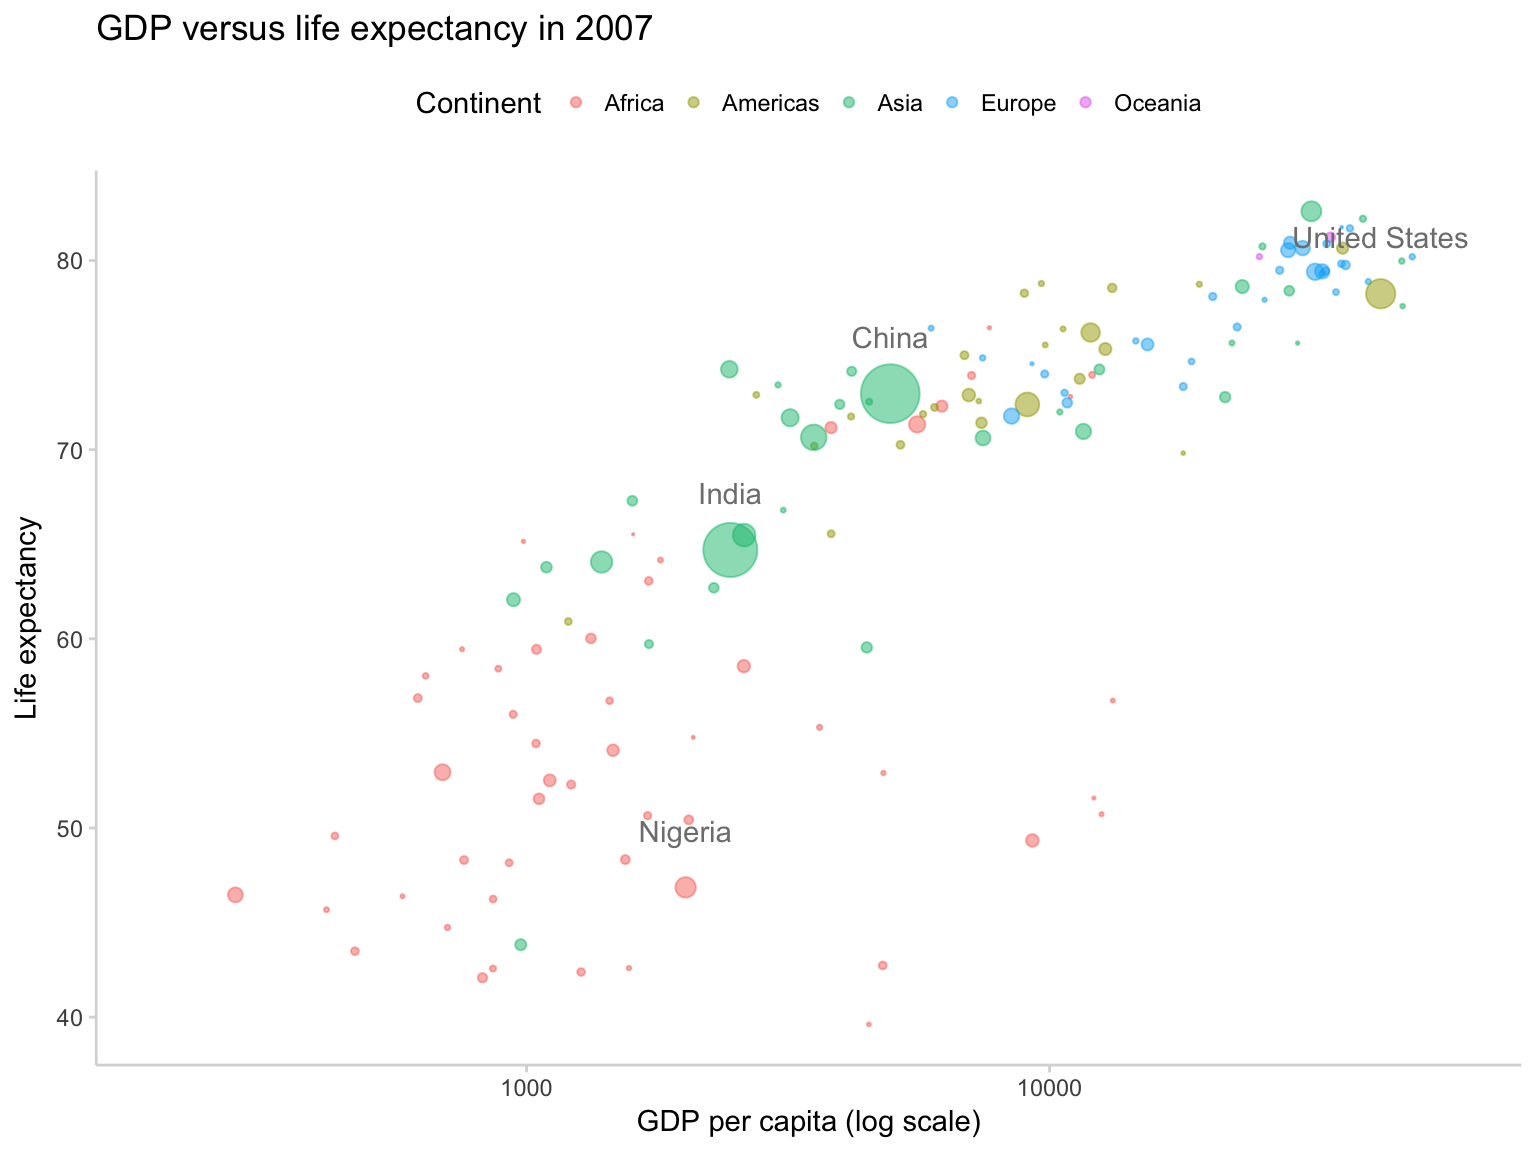 GDP versus life expectancy in 2007
Continent Africa Americas Asia Europe Oceania
United States
80
China
70
India
Life expectancy
60
50
Nigeria
40
1000 10000
GDP per capita (log scale)